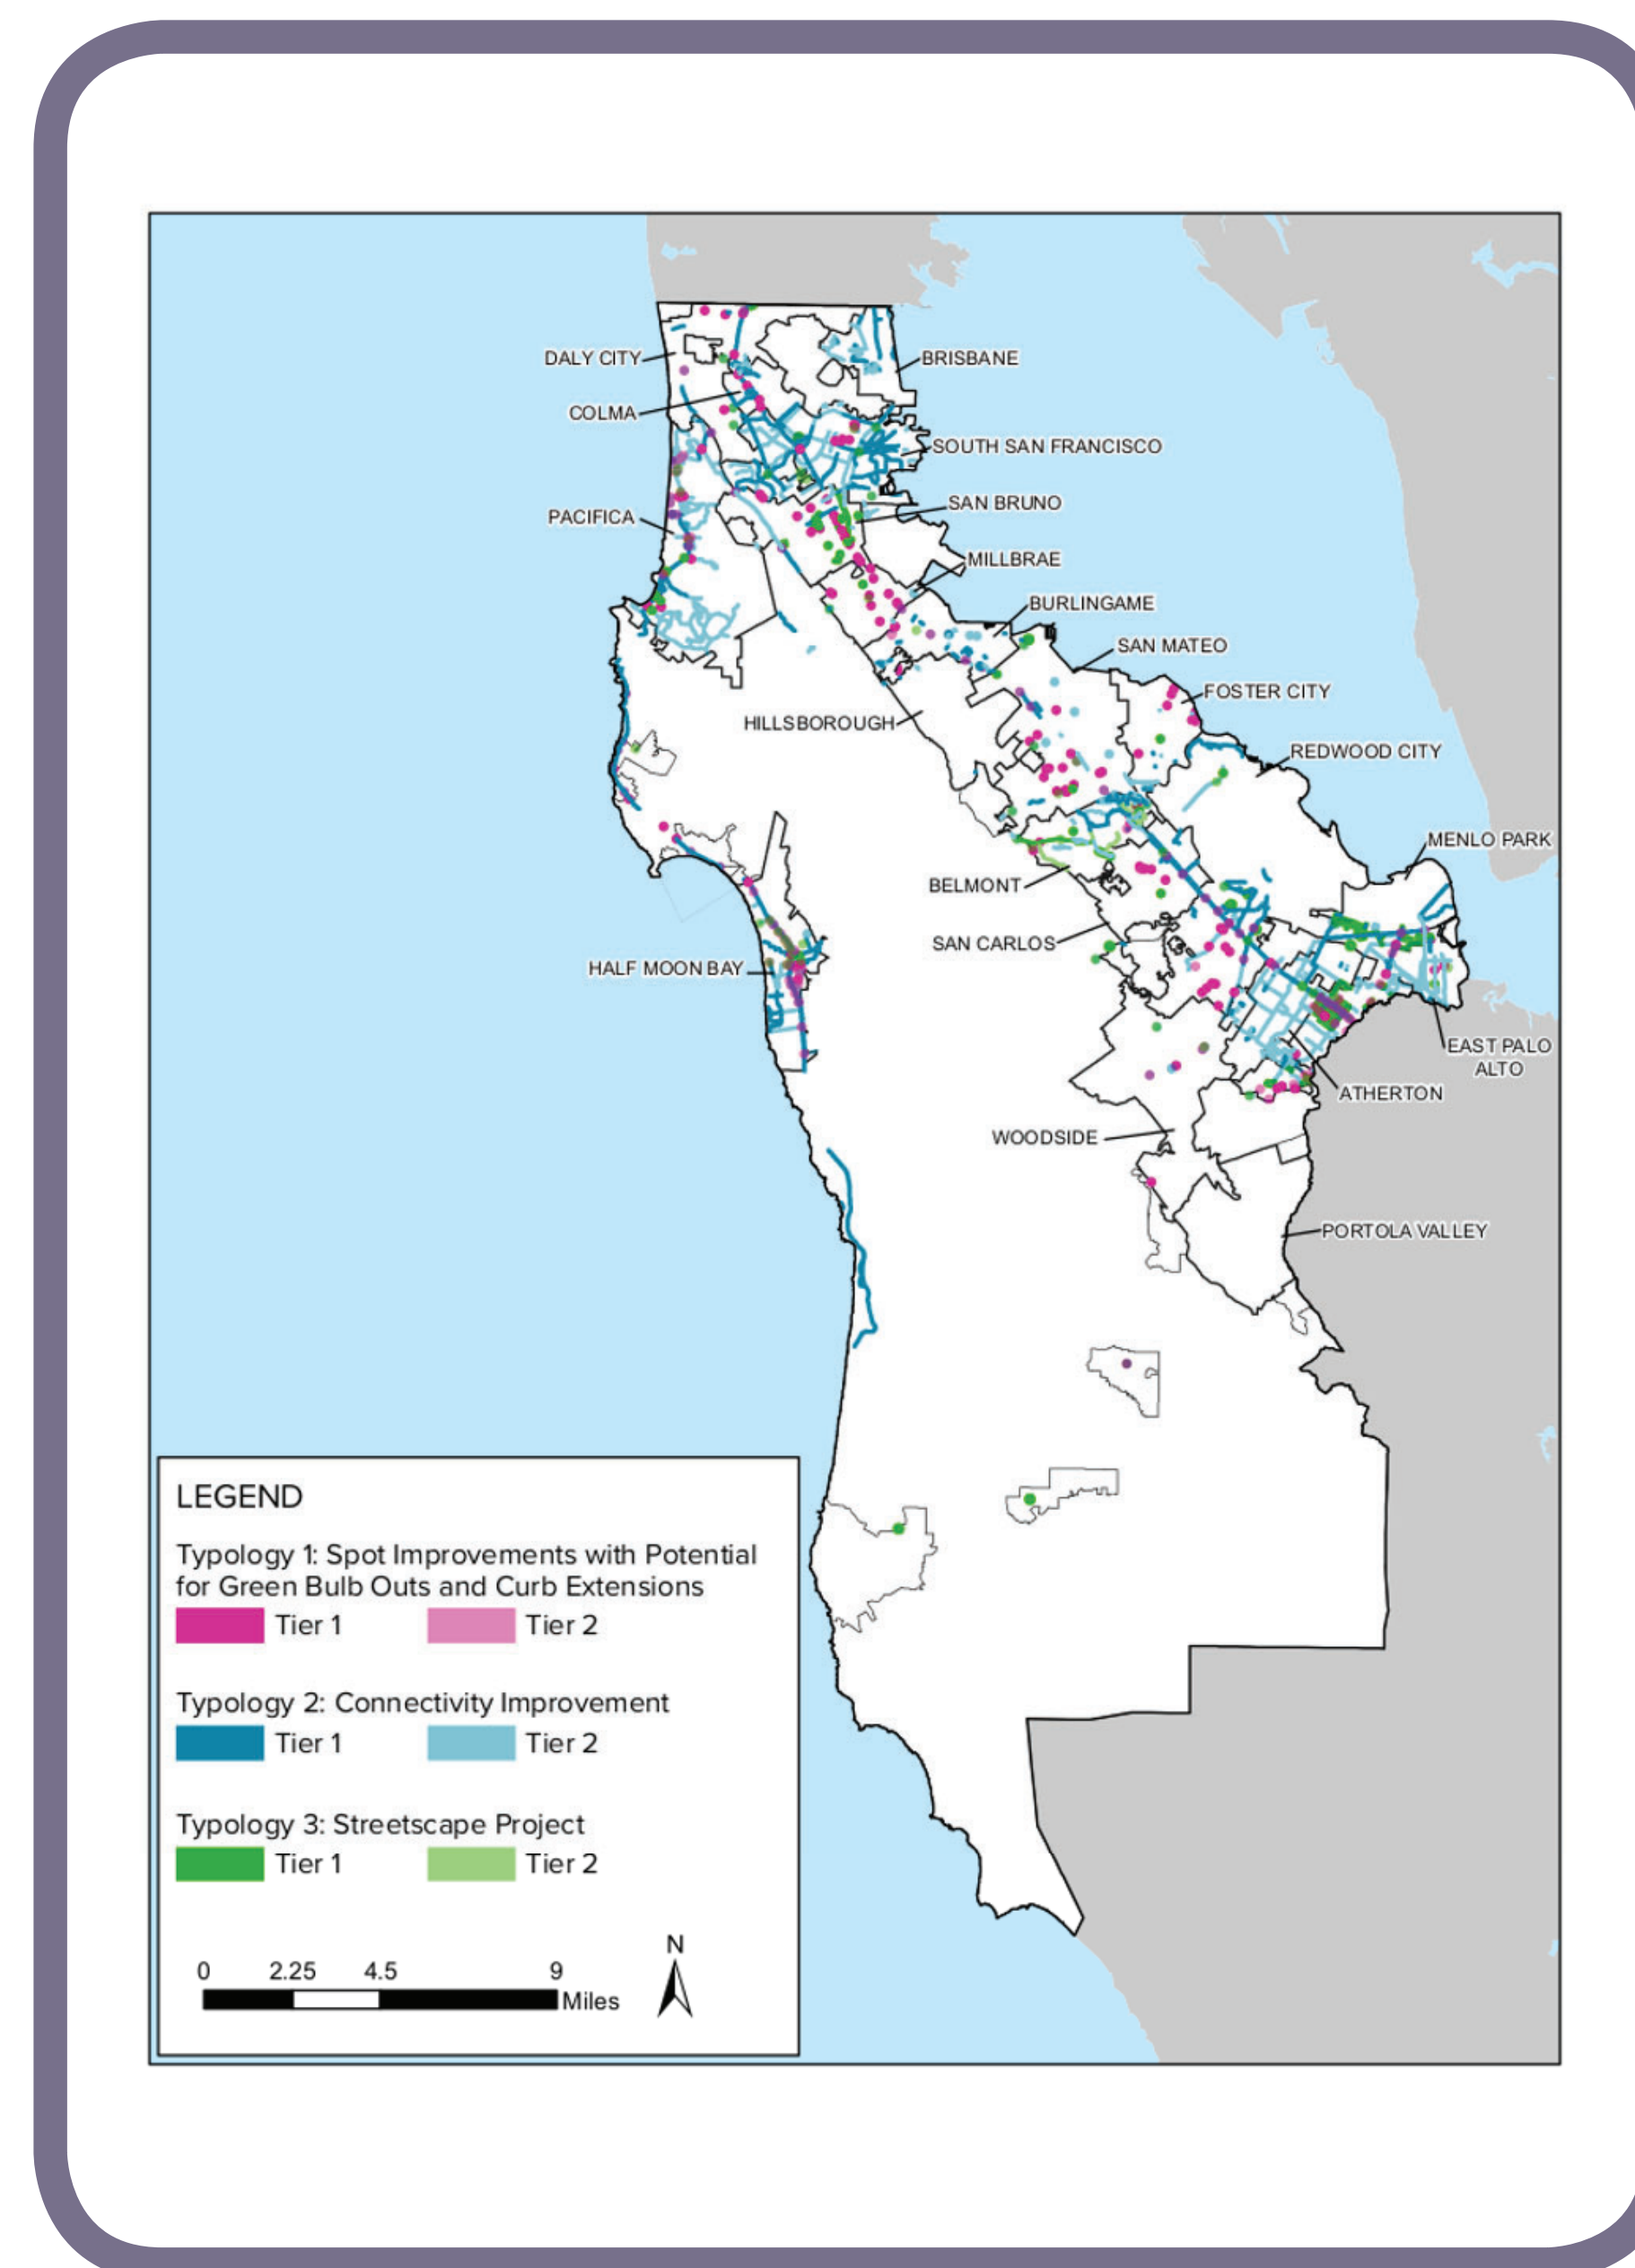 DALY CITY
BRISBANE
COLMA
SOUTH SAN FRANCISCO
SAN BRUNO
PACIFICA
MILLBRAE
BURLINGAME
SAN MATEO
FOSTER CITY
HILLSBOROUGH
REDWOOD CITY
MENLO PARK
BELMONT
SAN CARLOS
HALF MOON BAY
EAST PALO
ALTO
ATHERTON
WOODSIDE
PORTOLA VALLEY
LEGEND
Typology 1: Spot Improvements with Potential
for Green Bulb Outs and Curb Extensions
Tier 1 Tier 2
Typology 2: Connectivity Improvement
Tier 1 Tier 2
Typology 3: Streetscape Project
Tier 1 Tier 2
N
0 2.25 4.5 9
Miles